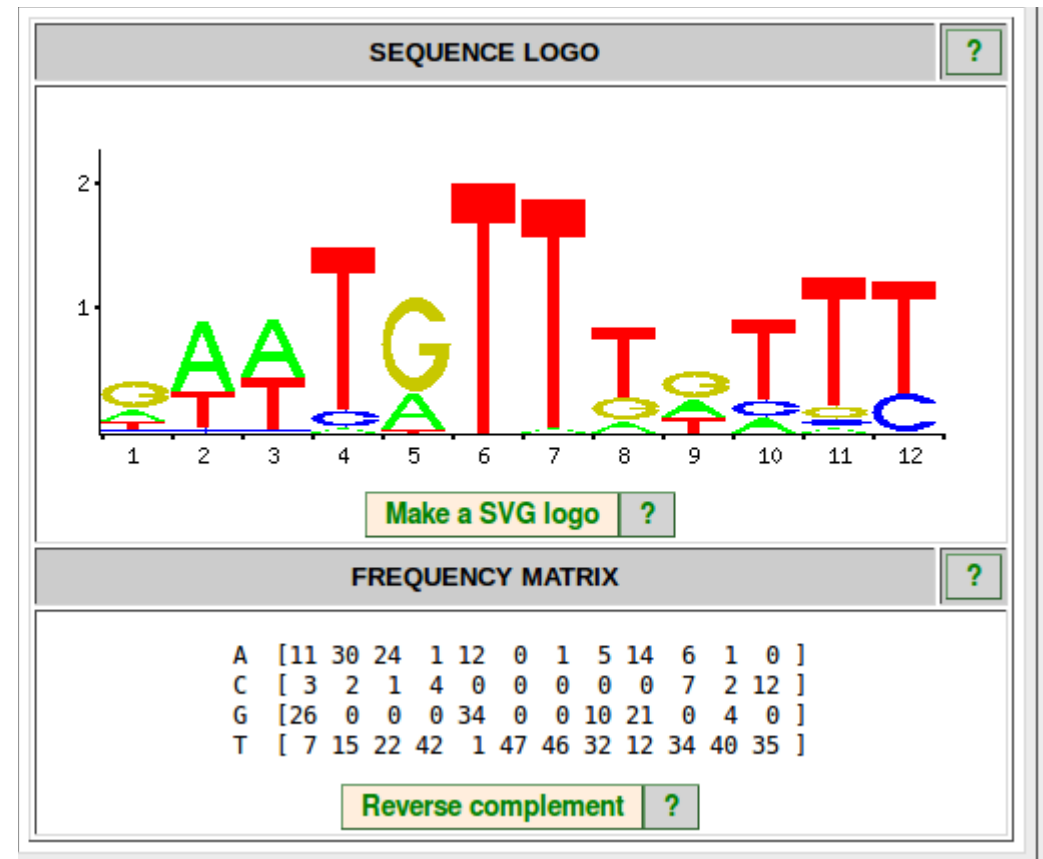 SEQUENCE LOGO ?
2
1
1 2 3 4 5 6 7 8 9 10 11 12
Make a SVG logo ?
FREQUENCY MATRIX ?
A [11 30 24 1 12 0 1 5 14 6 1 0 ]
C [ 3 2 1 4 0 0 0 0 0 7 2 12 ]
G [26 0 0 0 34 0 0 10 21 0 4 0 ]
T [ 7 15 22 42 1 47 46 32 12 34 40 35 ]
Reverse complement ?